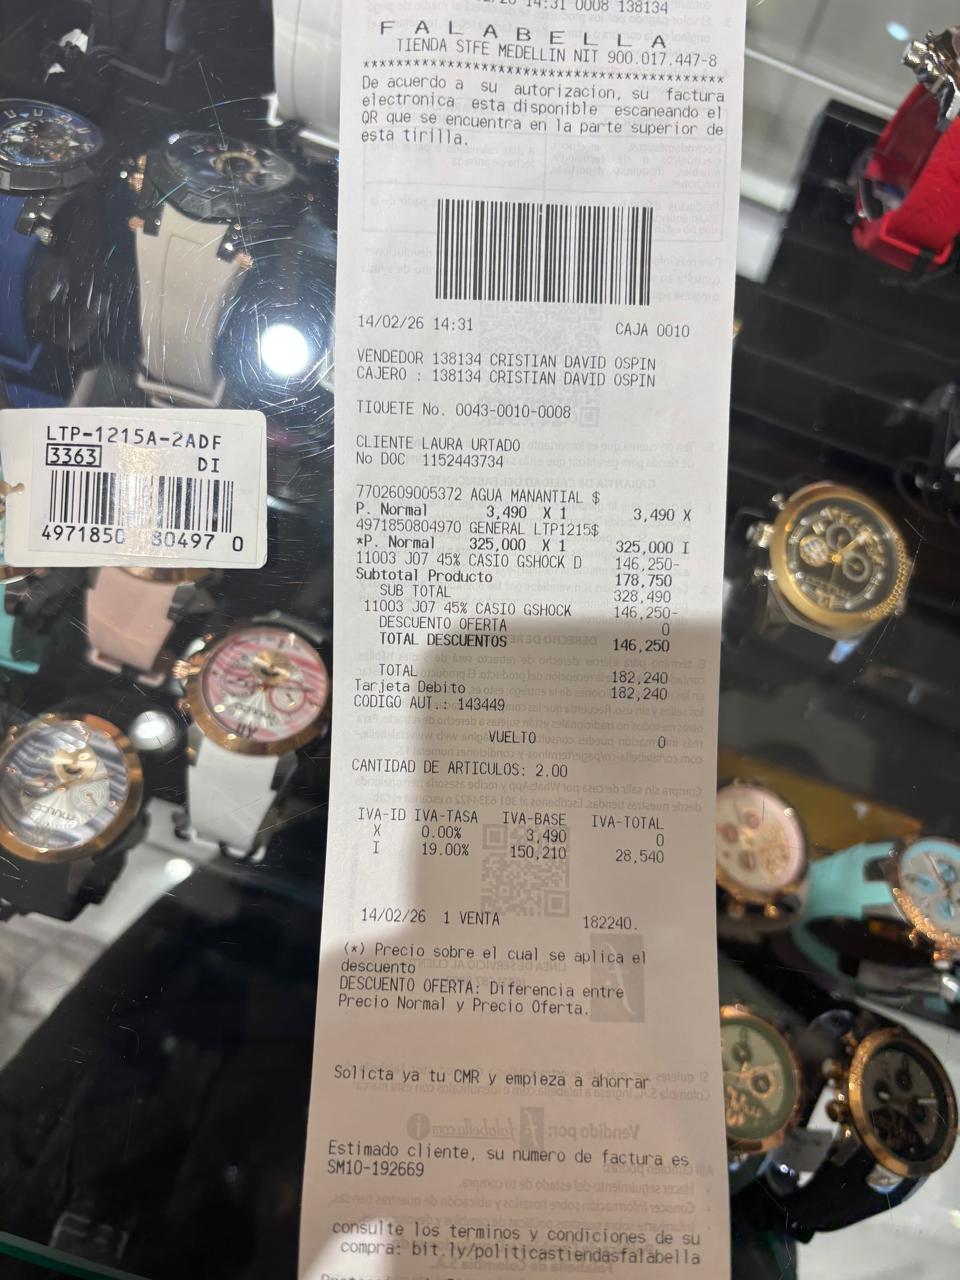 14:31 0008 138134
F A L A B E L L A
TIENDA STFE MEDELLIN NIT 900.017.447-8
******************************************
De acuerdo a su autorizacion, su factura
electronica esta disponible escaneando el
QR que se encuentra en la parte superior de
esta tirilla.
14/02/26 14:31 CAJA 0010
VENDEDOR 138134 CRISTIAN DAVID OSPIN
CAJERO : 138134 CRISTIAN DAVID OSPIN
TIQUETE No. 0043-0010-0008
CLIENTE LAURA URTADO
No DOC 1152443734
7702609005372 AGUA MANANTIAL $
P. Normal 3,490 X 1 3,490 X
4971850804970 GENERAL LTP1215$
*P. Normal 325,000 X 1 325,000 I
11003 J07 45% CASIO GSHOCK D 146,250-
Subtotal Producto 178,750
SUB TOTAL 328,490
11003 J07 45% CASIO GSHOCK 146,250-
DESCUENTO OFERTA 0
TOTAL DESCUENTOS 146,250
TOTAL 182,240
Tarjeta Debito 182,240
CODIGO AUT.: 143449
VUELTO 0
CANTIDAD DE ARTICULOS: 2.00
IVA-ID IVA-TASA IVA-BASE IVA-TOTAL
X 0.00% 3,490 0
I 19.00% 150,210 28,540
14/02/26 1 VENTA 182240.
(*) Precio sobre el cual se aplica el
descuento
DESCUENTO OFERTA: Diferencia entre
Precio Normal y Precio Oferta.
Solicta ya tu CMR y empieza a ahorrar
Estimado cliente, su numero de factura es
SM10-192669
consulte los terminos y condiciones de su
compra: bit.ly/politicastiendasfalabella
LTP-1215A-2ADF
3363 DI
4971850 80497 0